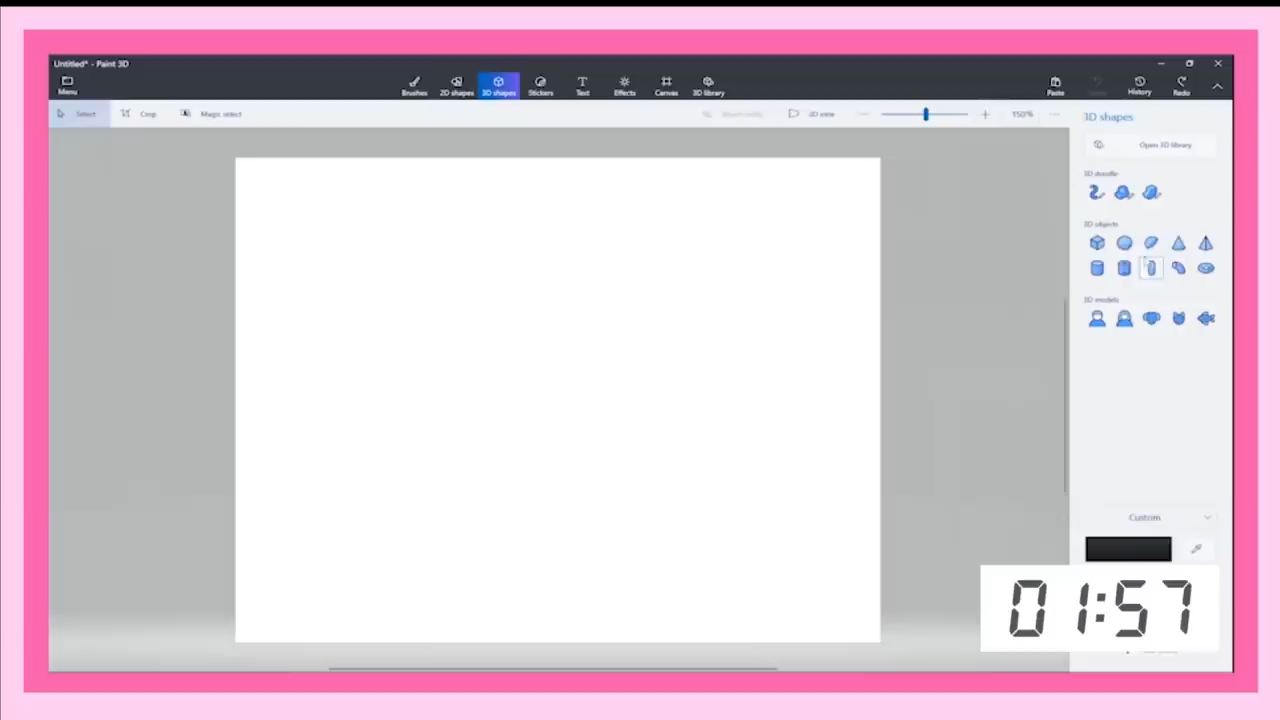 Untitled* - Paint 3D
Menu
Brushes
2D shapes
3D shapes
Stickers
Text
Effects
Canvas
3D library
Paste
History
Redo
Select
Crop
Magic select
3D view
150%
3D shapes
Open 3D library
3D doodle
3D objects
3D models
Custom
01:57